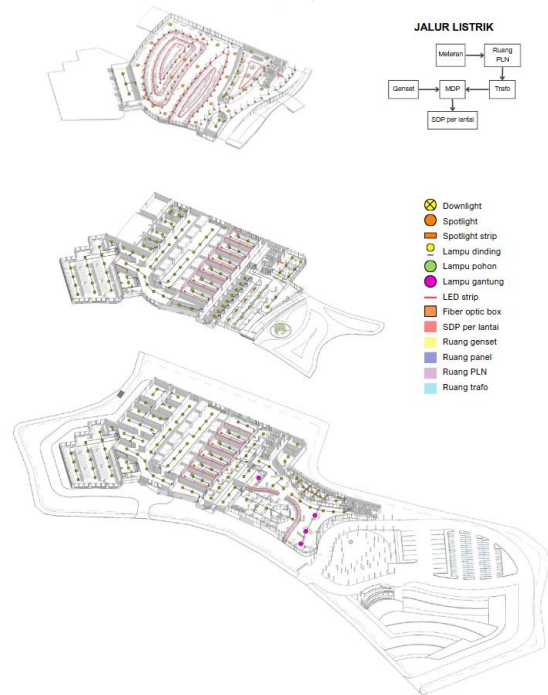 JALUR LISTRIK
Meteran
Ruang
PLN
Genset
MDP
Trafo
SDP per lantai
Downlight
Spotlight
Spotlight strip
Lampu dinding
Lampu pohon
Lampu gantung
LED strip
Fiber optic box
SDP per lantai
Ruang genset
Ruang panel
Ruang PLN
Ruang trafo